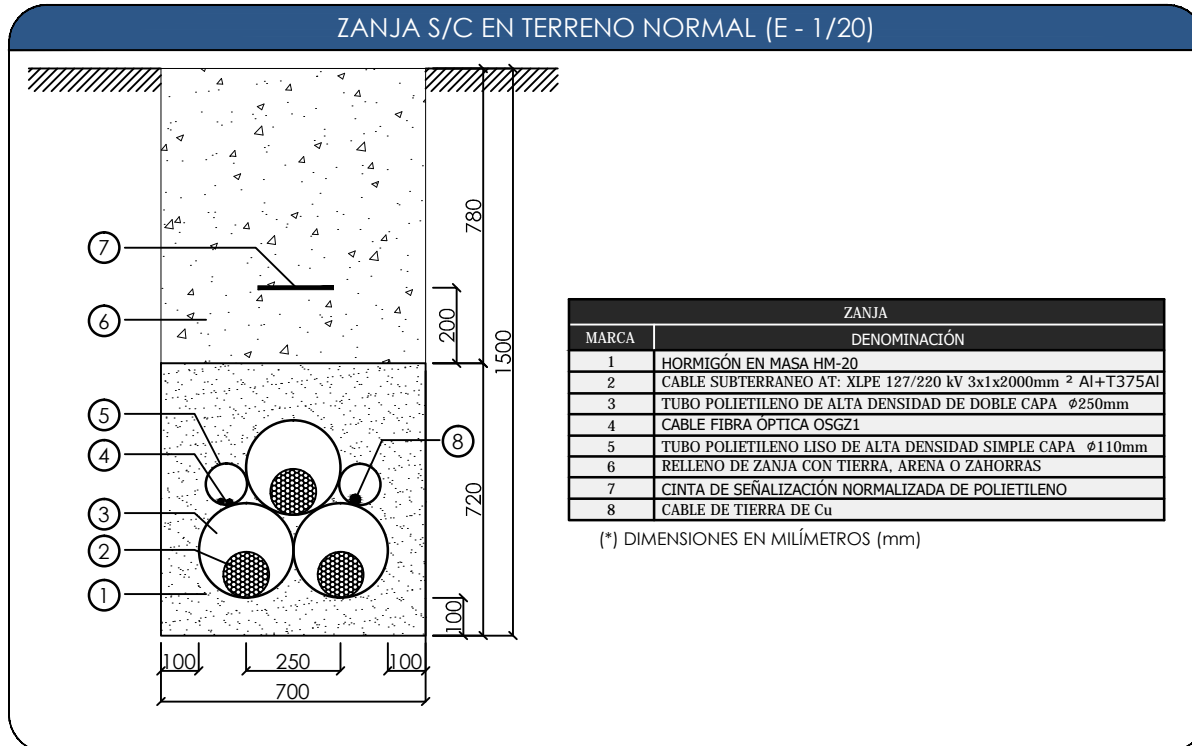 ZANJA S/C EN TERRENO NORMAL (E - 1/20)
780
7
200
6
1500
5
8
4
720
3
2
1
100
100
250
100
700
ZANJA
MARCA DENOMINACIÓN
1 HORMIGÓN EN MASA HM-20
2 CABLE SUBTERRANEO AT: XLPE 127/220 kV 3x1x2000mm ² Al+T375Al
3 TUBO POLIETILENO DE ALTA DENSIDAD DE DOBLE CAPA ϕ250mm
4 CABLE FIBRA ÓPTICA OSGZ1
5 TUBO POLIETILENO LISO DE ALTA DENSIDAD SIMPLE CAPA ϕ110mm
6 RELLENO DE ZANJA CON TIERRA, ARENA O ZAHORRAS
7 CINTA DE SEÑALIZACIÓN NORMALIZADA DE POLIETILENO
8 CABLE DE TIERRA DE Cu
(*) DIMENSIONES EN MILÍMETROS (mm)